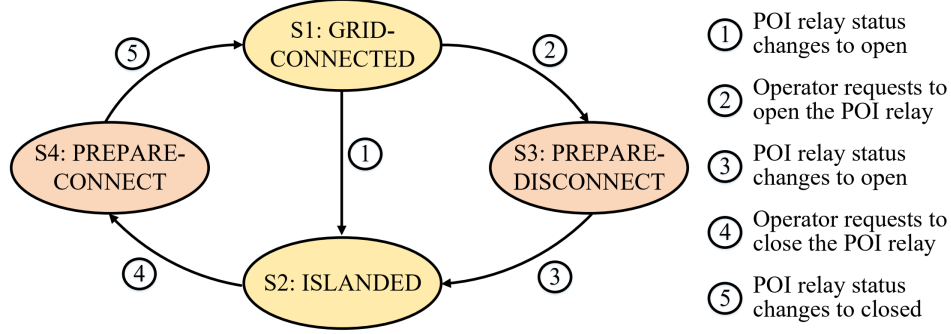 S1: GRID-
CONNECTED
5
2
1
S4: PREPARE-
CONNECT
S3: PREPARE-
DISCONNECT
4
3
S2: ISLANDED
1 POI relay status
changes to open
2 Operator requests to
open the POI relay
3 POI relay status
changes to open
4 Operator requests to
close the POI relay
5 POI relay status
changes to closed